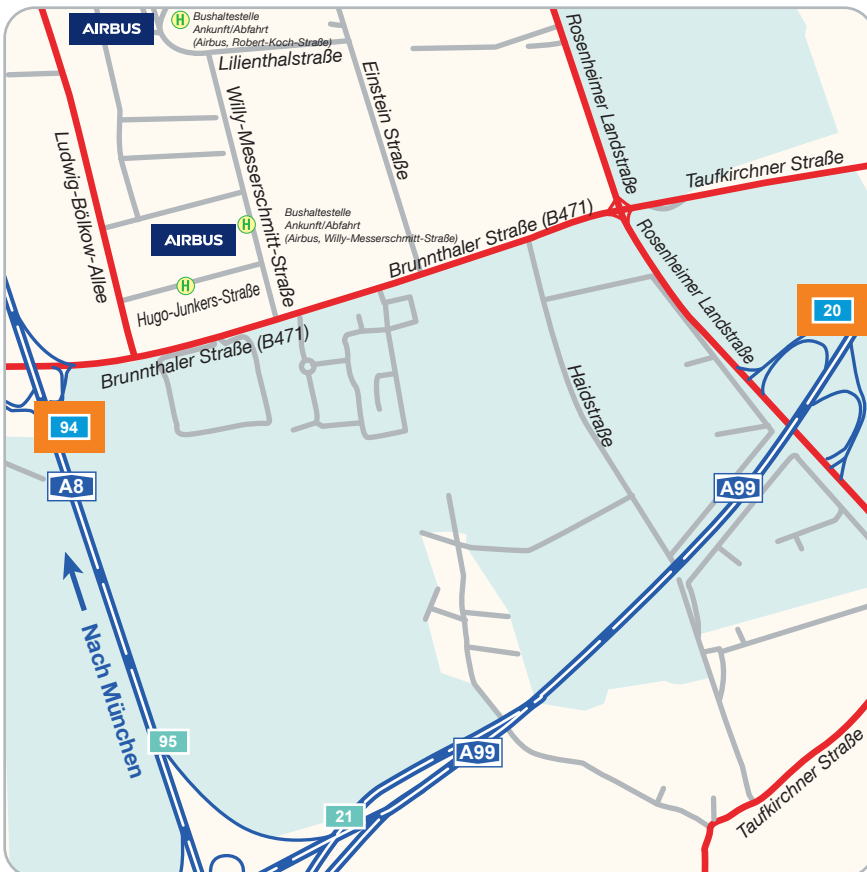 AIRBUS
H
Bushaltestelle
Ankunft/Abfahrt
(Airbus, Robert-Koch-Straße)
Lilienthalstraße
Einstein Straße
Rosenheimer Landstraße
Willy-Messerschmitt-Straße
Ludwig-Bölkow-Allee
Taufkirchner Straße
AIRBUS
H
Bushaltestelle
Ankunft/Abfahrt
(Airbus, Willy-Messerschmitt-Straße)
Brunnthaler Straße (B471)
Rosenheimer Landstraße
H
Hugo-Junkers-Straße
20
Brunnthaler Straße (B471)
Haidstraße
94
A8
A99
Nach München
95
A99
21
Taufkirchner Straße